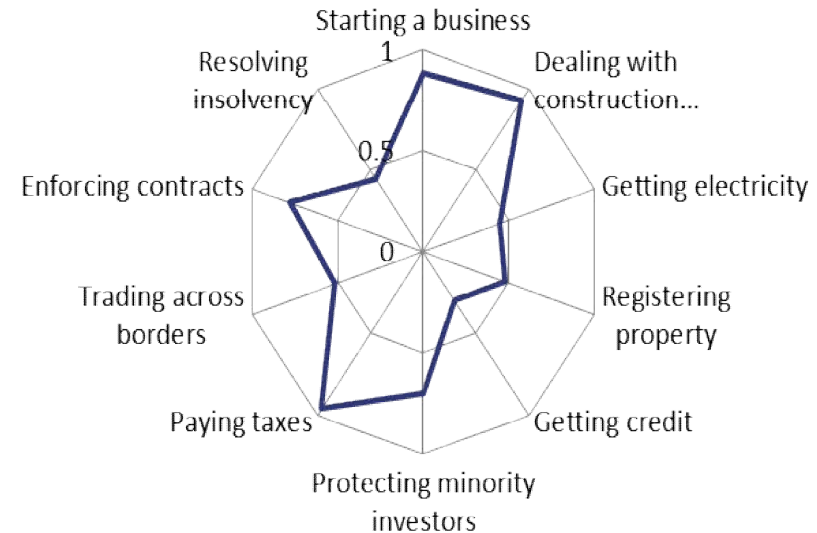 Starting a business
1
Dealing with
construction...
Getting electricity
Registering
property
Getting credit
Protecting minority
investors
Paying taxes
Trading across
borders
Enforcing contracts
Resolving
insolvency
0.5
0